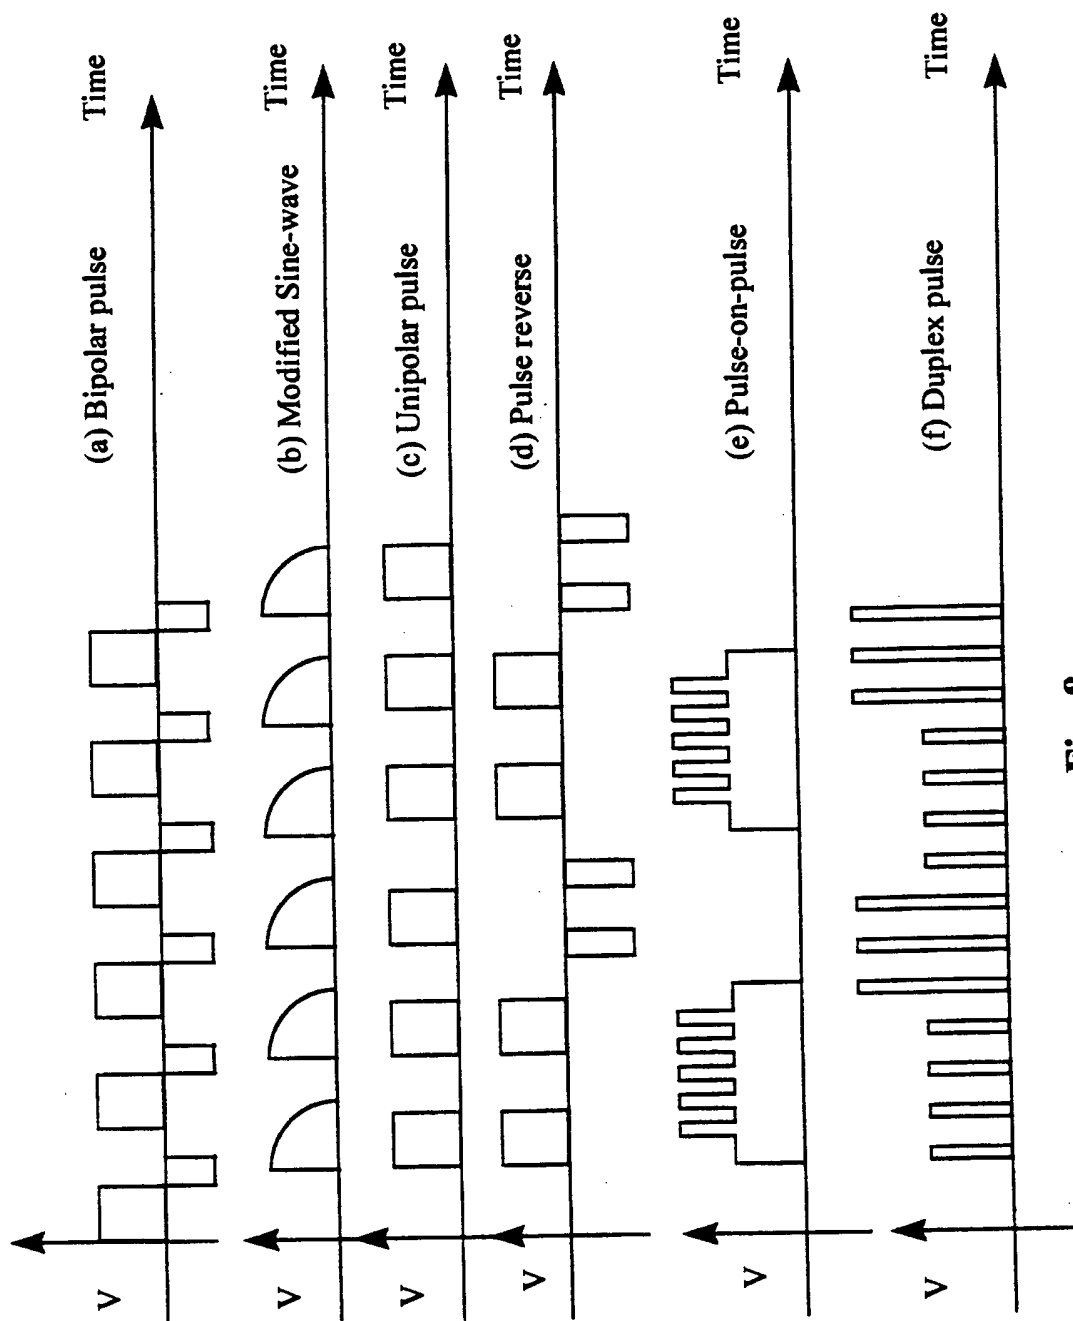 V
(a) Bipolar pulse
Time
V
(b) Modified Sine-wave
Time
V
(c) Unipolar pulse
Time
V
(d) Pulse reverse
Time
V
(e) Pulse-on-pulse
Time
V
(f) Duplex pulse
Time